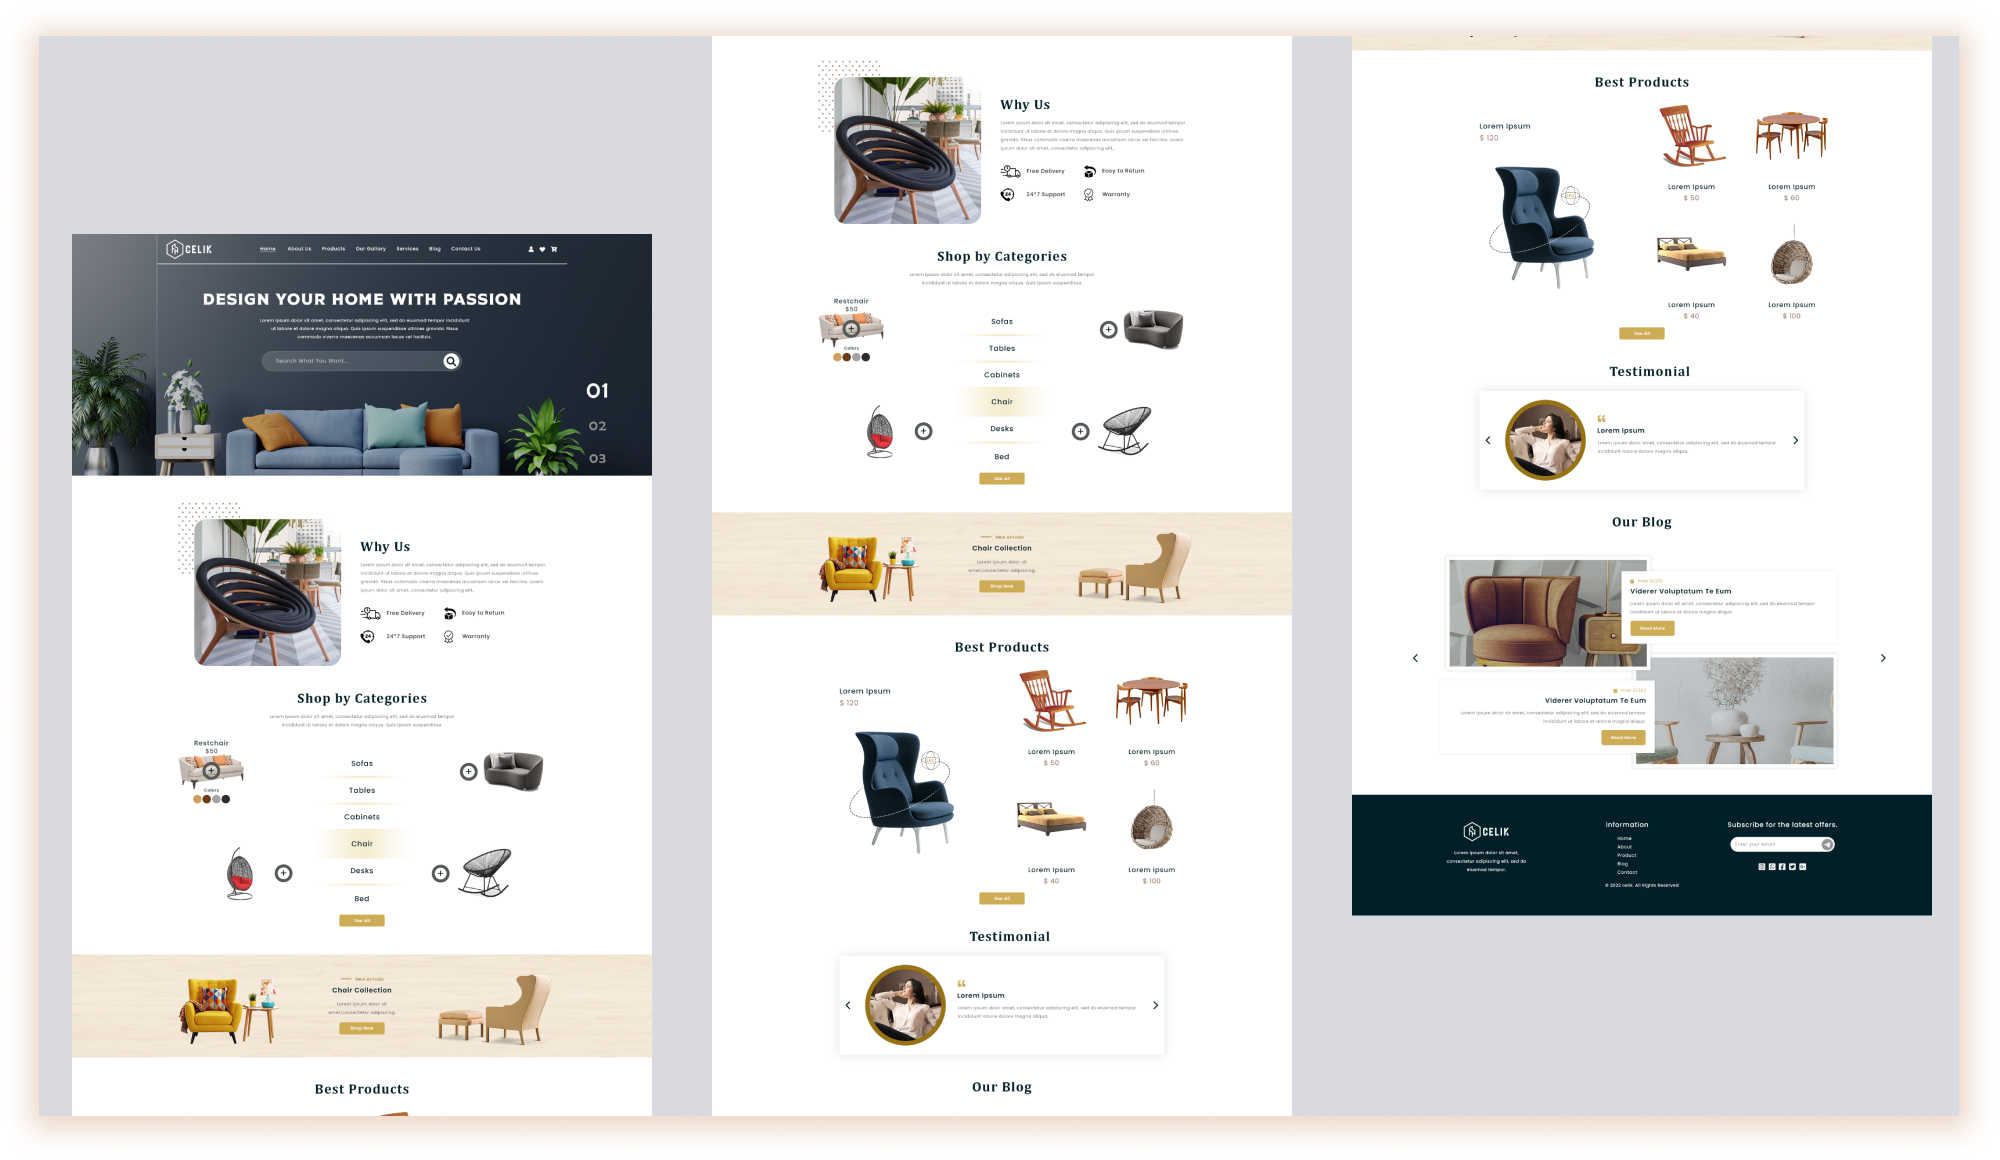 CELIK
Home About Us Products Our Gallary Services Blog Contact Us
DESIGN YOUR HOME WITH PASSION
Lorem ipsum dolor sit amet, consectetur adipiscing elit, sed do eiusmod tempor incididunt
ut labore et dolore magna aliqua. Quis ipsum suspendisse ultrices gravida. Risus
commodo viverra maecenas accumsan lacus vel facilisis.
Search What You Want...
01
02
03
Why Us
Lorem ipsum dolor sit amet, consectetur adipiscing elit, sed do eiusmod tempor
incididunt ut labore et dolore magna aliqua. Quis ipsum suspendisse ultrices
gravida. Risus commodo viverra maecenas accumsan lacus vel facilisis. Lorem
ipsum dolor sit amet, consectetur adipiscing elit.
Free Delivery Easy to Return
24*7 Support Warranty
Shop by Categories
Lorem ipsum dolor sit amet, consectetur adipiscing elit, sed do eiusmod tempor
incididunt ut labore et dolore magna aliqua. Quis ipsum suspendisse.
Restchair
$50
Colors
Sofas
Tables
Cabinets
Chair
Desks
Bed
See All
New Arrivals
Chair Collection
Lorem ipsum dolor sit
amet,consectetur adipiscing.
Shop Now
Best Products
Why Us
Lorem ipsum dolor sit amet, consectetur adipiscing elit, sed do eiusmod tempor
incididunt ut labore et dolore magna aliqua. Quis ipsum suspendisse ultrices
gravida. Risus commodo viverra maecenas accumsan lacus vel facilisis. Lorem
ipsum dolor sit amet, consectetur adipiscing elit.
Free Delivery Easy to Return
24*7 Support Warranty
Shop by Categories
Lorem ipsum dolor sit amet, consectetur adipiscing elit, sed do eiusmod tempor
incididunt ut labore et dolore magna aliqua. Quis ipsum suspendisse.
Restchair
$50
Colors
Sofas
Tables
Cabinets
Chair
Desks
Bed
See All
New Arrivals
Chair Collection
Lorem ipsum dolor sit
amet,consectetur adipiscing.
Shop Now
Best Products
Lorem Ipsum
$ 120
Lorem Ipsum
$ 50
Lorem Ipsum
$ 60
Lorem Ipsum
$ 40
Lorem Ipsum
$ 100
See All
Testimonial
Lorem Ipsum
Lorem ipsum dolor amet, consectetur adipiscing elit, sed do eiusmod tempor
incididunt labore dolore magna aliqua.
Our Blog
Best Products
Lorem Ipsum
$ 120
Lorem Ipsum
$ 50
Lorem Ipsum
$ 60
Lorem Ipsum
$ 40
Lorem Ipsum
$ 100
See All
Testimonial
Lorem Ipsum
Lorem ipsum dolor amet, consectetur adipiscing elit, sed do eiusmod tempor
incididunt labore dolore magna aliqua.
Our Blog
Viderer Voluptatum Te Eum
Lorem ipsum dolor sit amet, consectetur adipiscing elit, sed do eiusmod tempor
incididunt ut labore et dolore magna aliqua.
Read More
Viderer Voluptatum Te Eum
Lorem ipsum dolor sit amet, consectetur adipiscing elit, sed do eiusmod tempor
incididunt ut labore et dolore magna aliqua.
Read More
CELIK
Lorem ipsum dolor sit amet,
consectetur adipiscing elit, sed do
eiusmod tempor.
Information
Home
About
Product
Blog
Contact
© 2022 celik. All Rights Reserved
Subscribe for the latest offers.
Enter your email